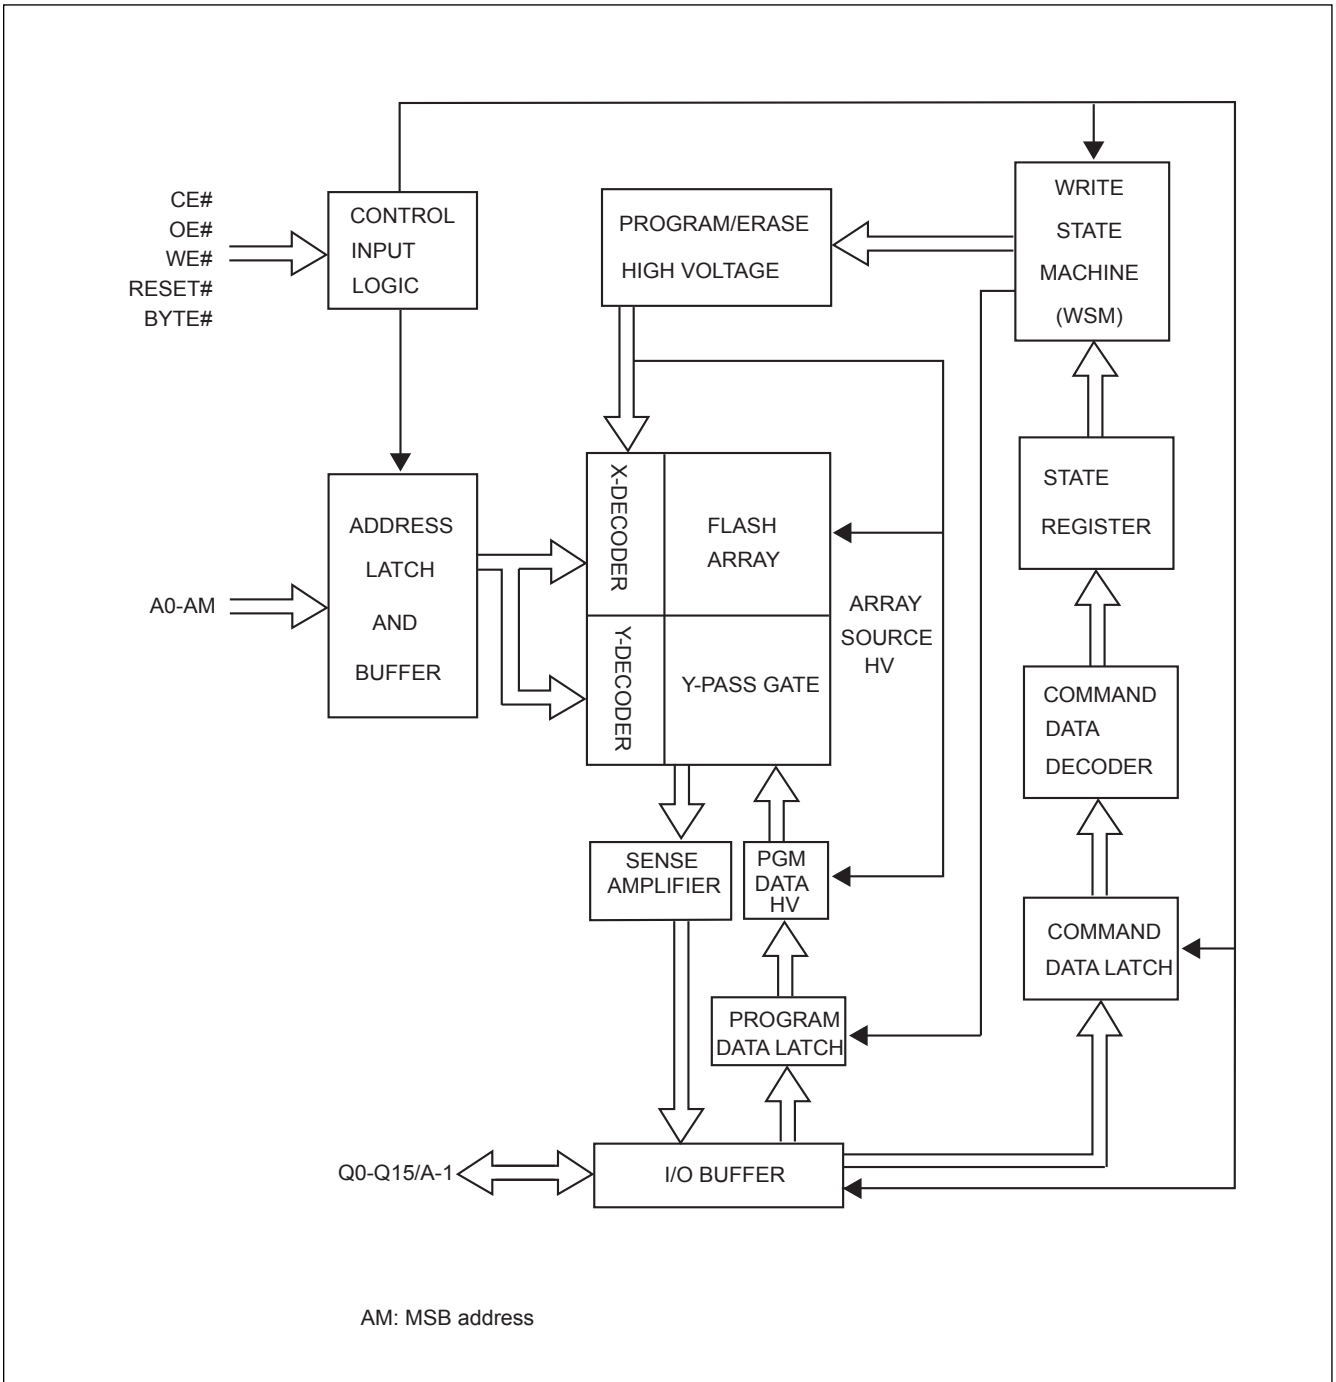 CE#
OE#
WE#
RESET#
BYTE#
CONTROL
INPUT
LOGIC
PROGRAM/ERASE
HIGH VOLTAGE
WRITE
STATE
MACHINE
(WSM)
STATE
REGISTER
X-DECODER
FLASH
ARRAY
ADDRESS
LATCH
AND
BUFFER
A0-AM
ARRAY
SOURCE
HV
Y-DECODER
Y-PASS GATE
COMMAND
DATA
DECODER
SENSE
AMPLIFIER
PGM
DATA
HV
COMMAND
DATA LATCH
PROGRAM
DATA LATCH
Q0-Q15/A-1
I/O BUFFER
AM: MSB address